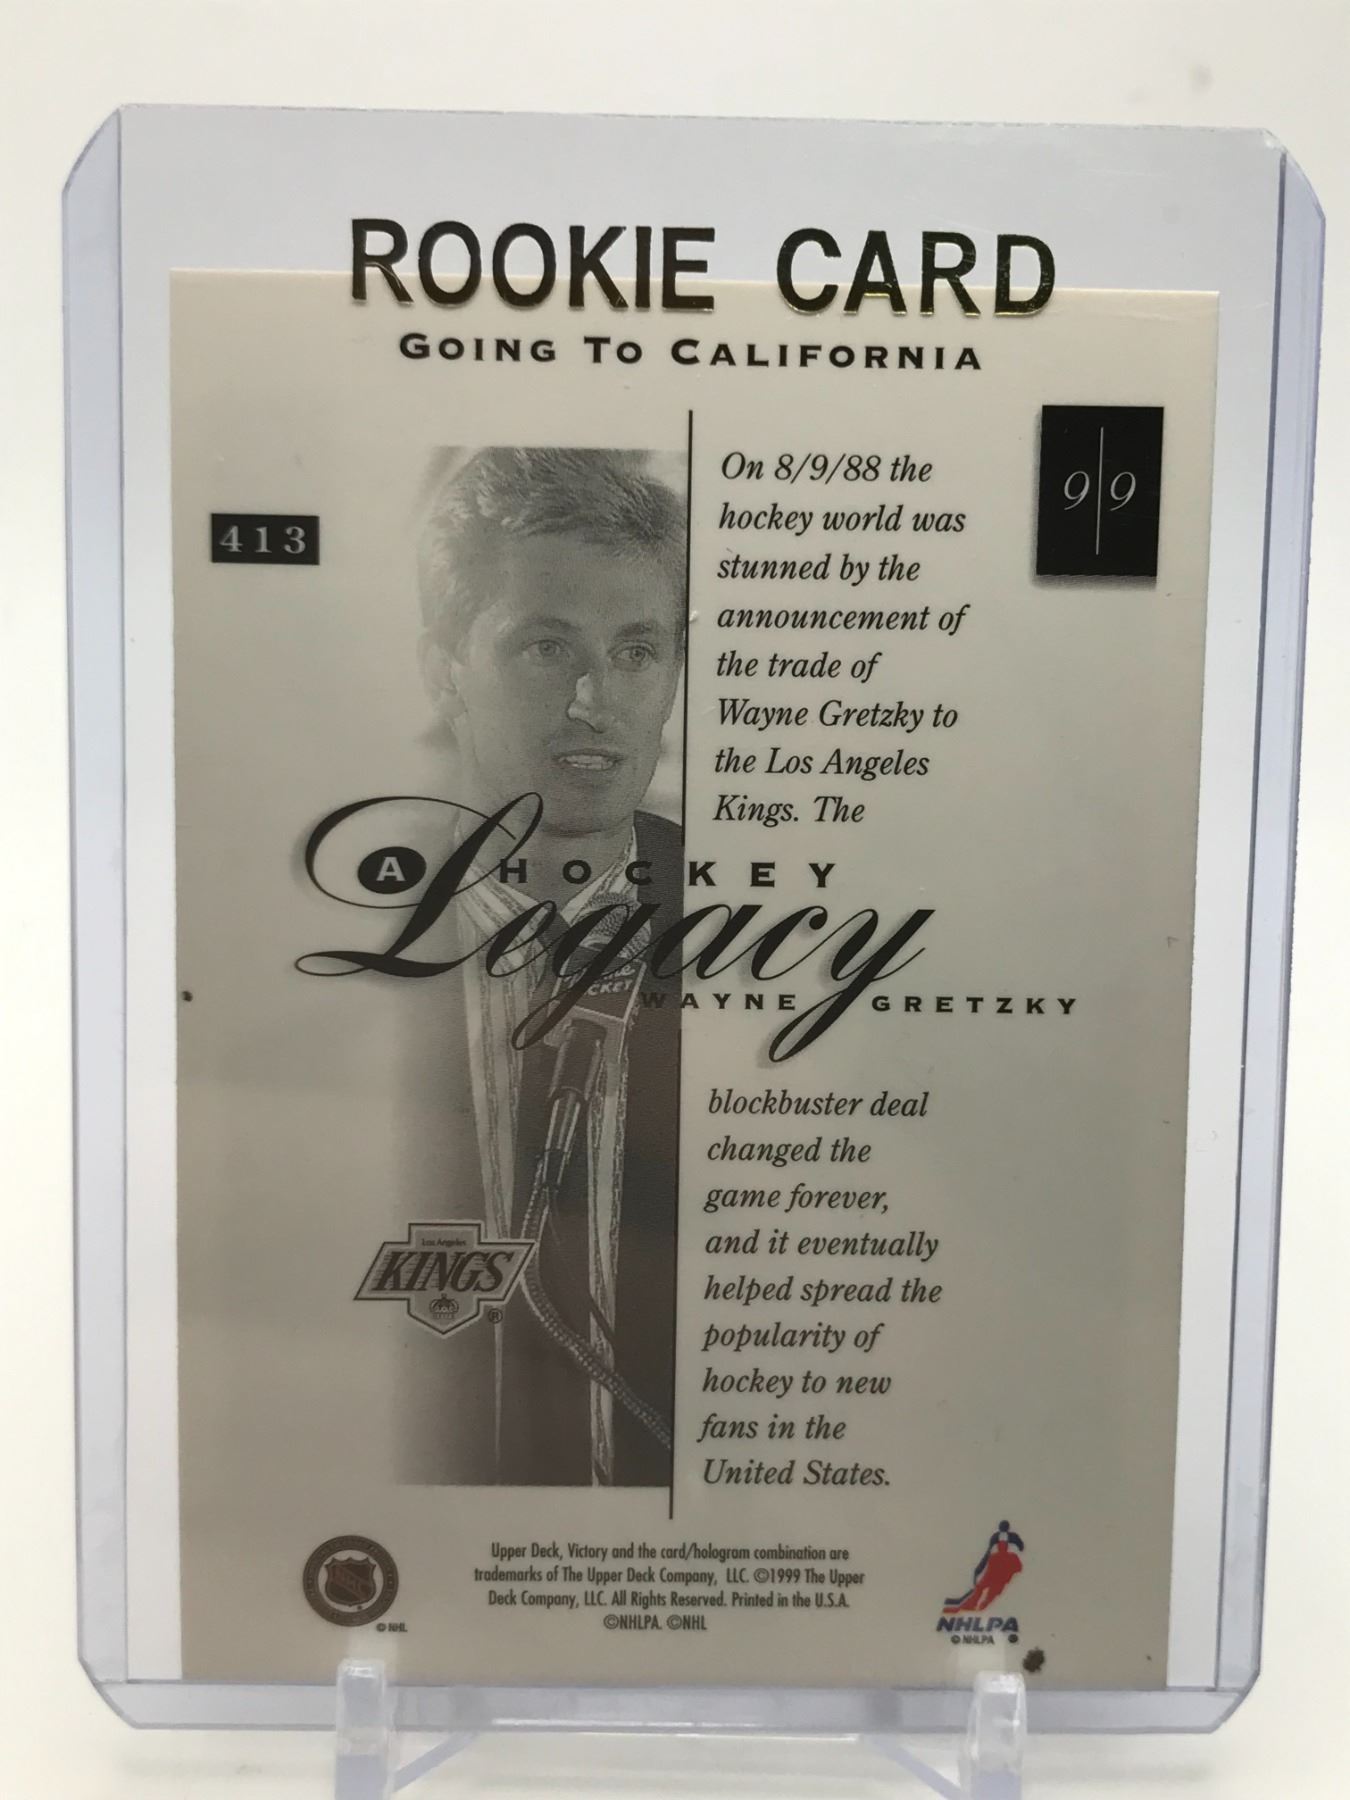 ROOKIE CARD
GOING TO CALIFORNIA
413
9|9
On 8/9/88 the
hockey world was
stunned by the
announcement of
the trade of
Wayne Gretzky to
the Los Angeles
Kings. The
A HOCKEY
Legacy
WAYNE GRETZKY
blockbuster deal
changed the
game forever,
and it eventually
helped spread the
popularity of
hockey to new
fans in the
United States.
Los Angeles
KINGS
®
Upper Deck, Victory and the card/hologram combination are
trademarks of The Upper Deck Company, LLC. ©1999 The Upper
Deck Company, LLC. All Rights Reserved. Printed in the U.S.A.
©NHLPA. ©NHL
© NHL
NHLPA
© NHLPA